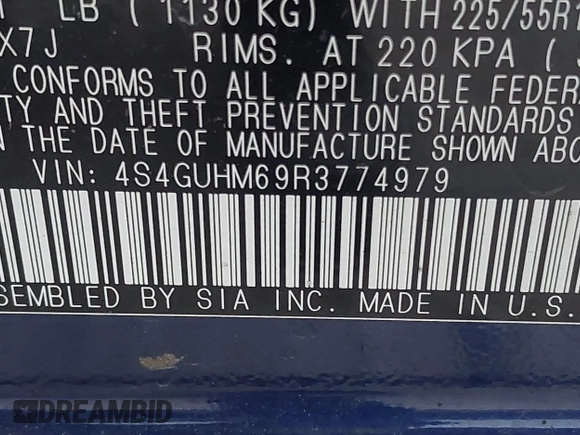 LB ( 1130 KG) WITH 225/55R
X7J RIMS. AT 220 KPA (
CONFORMS TO ALL APPLICABLE FEDER
TY AND THEFT PREVENTION STANDARDS
N THE DATE OF MANUFACTURE SHOWN ABO
VIN: 4S4GUHM69R3774979
SEMBLED BY SIA INC. MADE IN U.S.
DREAMBID